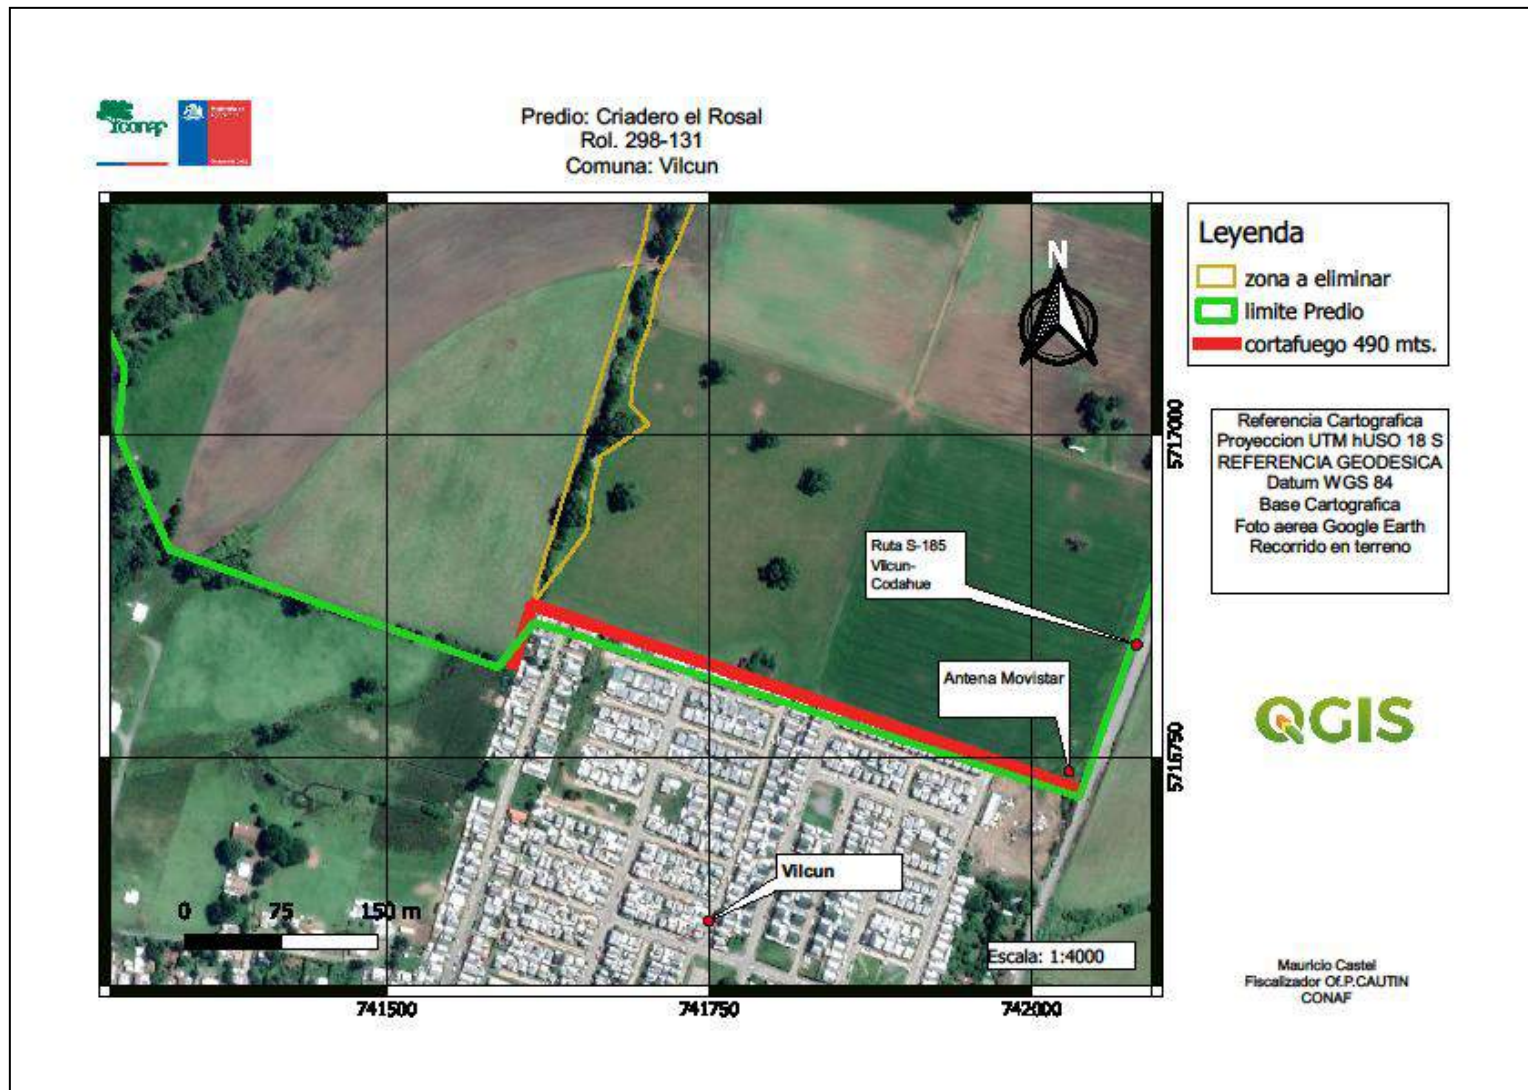 conaf
Predio: Criadero el Rosal
Rol. 298-131
Comuna: Vilcun
N
Leyenda
zona a eliminar
limite Predio
cortafuego 490 mts.
Referencia Cartografica
Proyeccion UTM hUSO 18 S
REFERENCIA GEODESICA
Datum WGS 84
Base Cartografica
Foto aerea Google Earth
Recorrido en terreno
5717000
Ruta S-185
Vilcun-
Codahue
Antena Movistar
QGIS
5716750
Vilcun
0 75 150 m
Escala: 1:4000
741500 741750 742000
Mauricio Castel
Fiscalizador Of.P.CAUTIN
CONAF